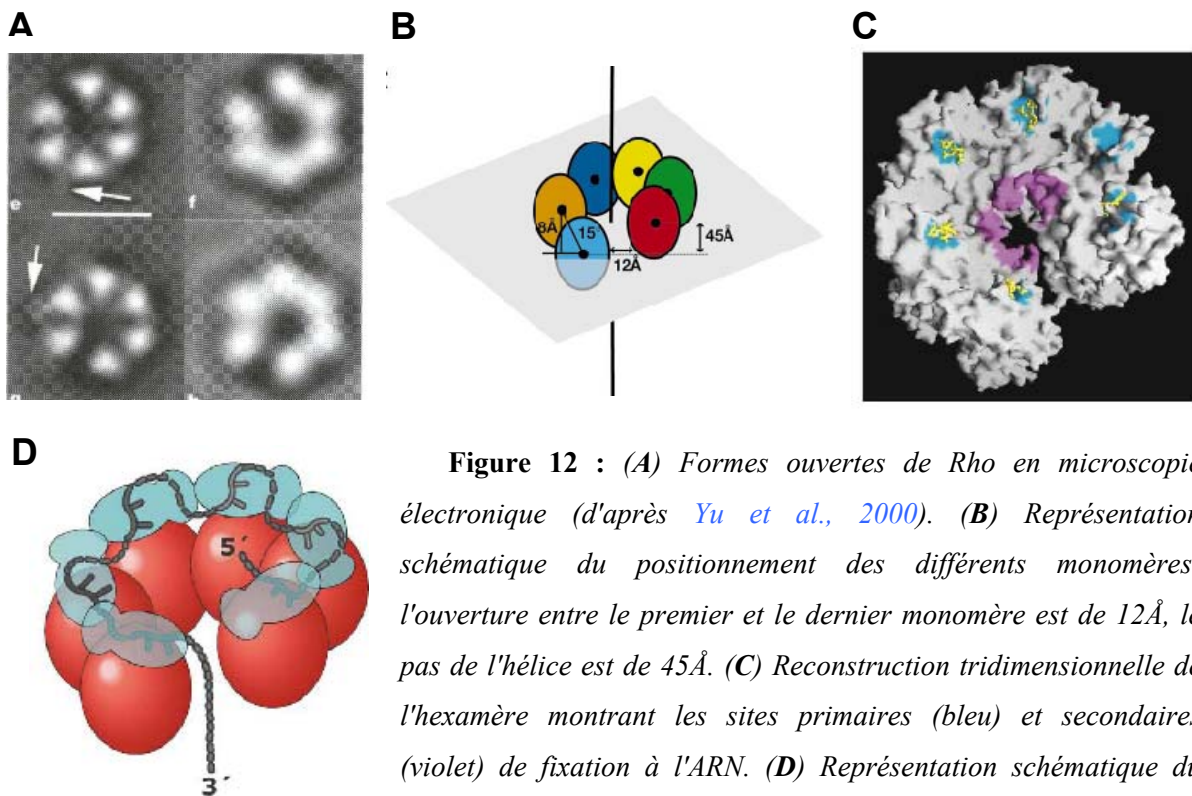 A
B
C
e
f
8Å
15°
12Å
45Å
D
5´
3´
Figure 12 : (A) Formes ouvertes de Rho en microscopie
électronique (d'après Yu et al., 2000). (B) Représentation
schématique du positionnement des différents monomères
l'ouverture entre le premier et le dernier monomère est de 12Å, le
pas de l'hélice est de 45Å. (C) Reconstruction tridimensionnelle de
l'hexamère montrant les sites primaires (bleu) et secondaires
(violet) de fixation à l'ARN. (D) Représentation schématique du